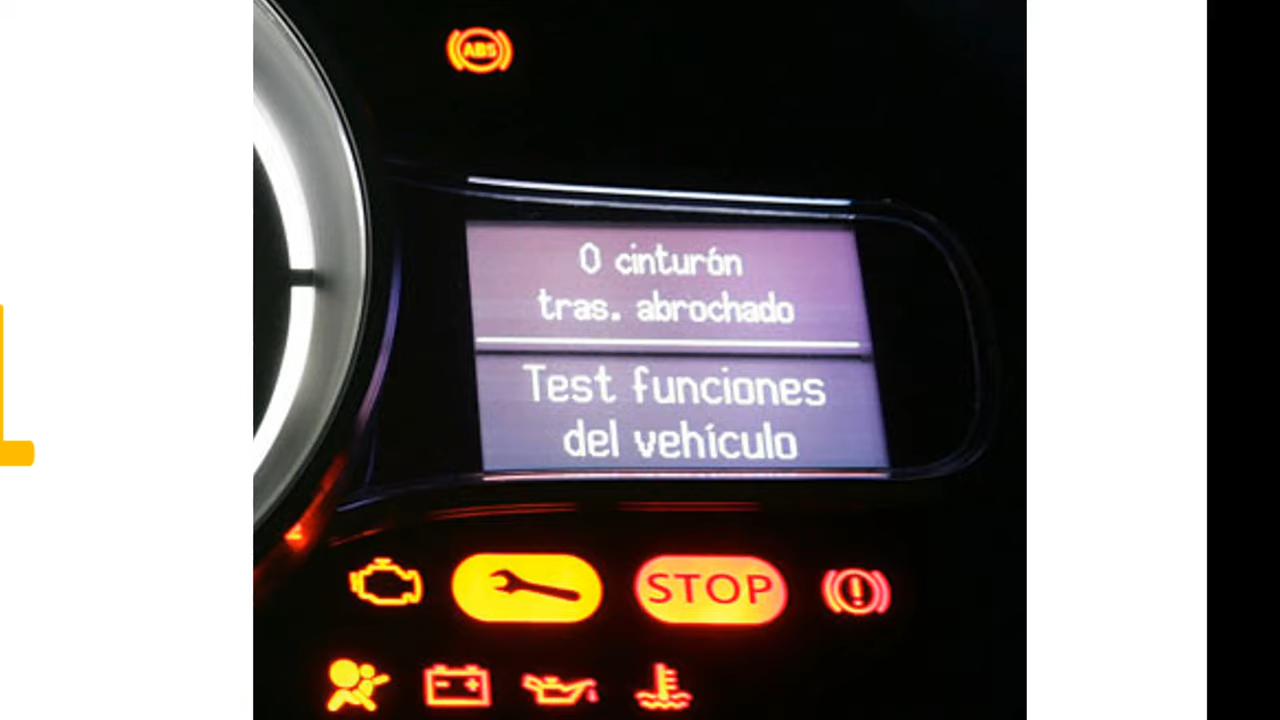 ABS
0 cinturón
tras. abrochado
Test funciones
del vehículo
STOP